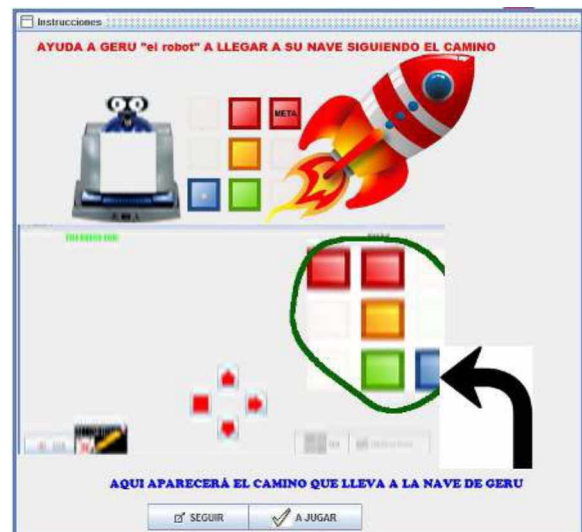 Instrucciones
AYUDA A GERU "el robot" A LLEGAR A SU NAVE SIGUIENDO EL CAMINO
META
AQUI APARECERÁ EL CAMINO QUE LLEVA A LA NAVE DE GERU
SEGUIR
A JUGAR